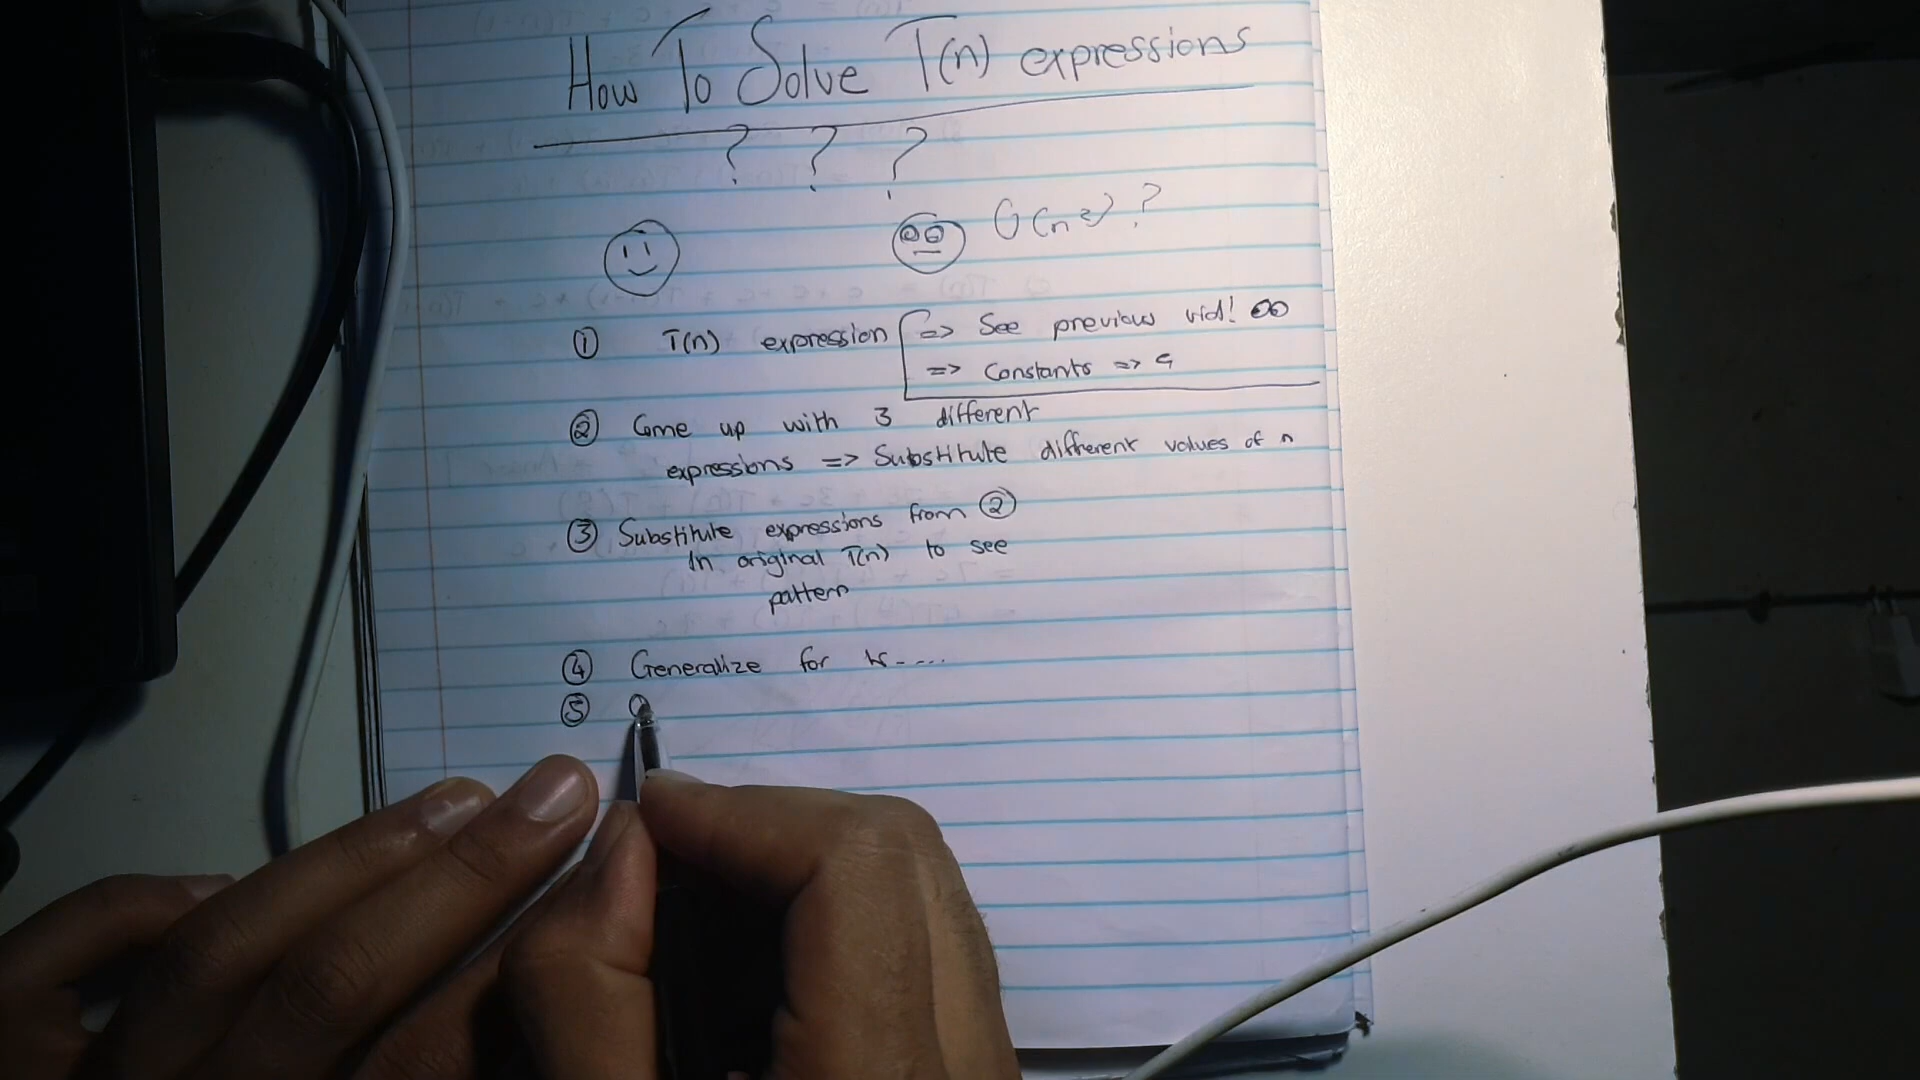 How To Solve T(n) expressions
? ? ?
O(n²)?
① T(n) expression => See previous vid!
=> Constants =>
② Come up with 3 different
expressions => Substitute different values of n
③ Substitute expressions from ②
In original T(n) to see
pattern
④ Generalize for k-....
⑤